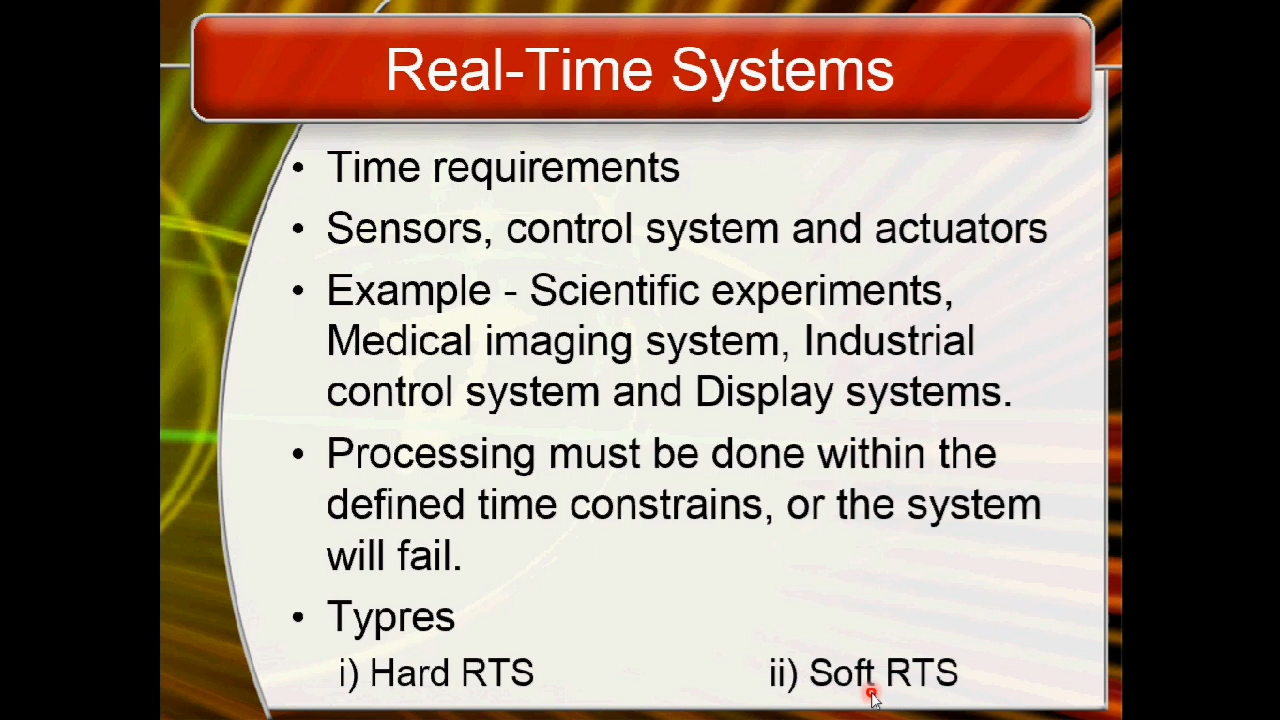 Real-Time Systems
• Time requirements
• Sensors, control system and actuators
• Example - Scientific experiments,
Medical imaging system, Industrial
control system and Display systems.
• Processing must be done within the
defined time constrains, or the system
will fail.
• Typres
i) Hard RTS ii) Soft RTS